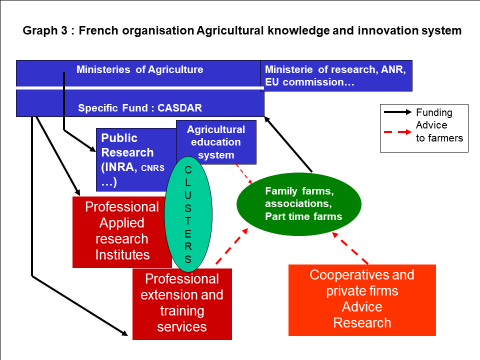 Graph 3 : French organisation Agricultural knowledge and innovation system
Ministeries of Agriculture
Ministerie of research, ANR,
EU commission…
Specific Fund : CASDAR
Funding
Advice
to farmers
Public
Research
(INRA, CNRS
…)
Agricultural
education
system
CLUSTERS
Family farms,
associations,
Part time farms
Professional
Applied
research
Institutes
Professional
extension and
training
services
Cooperatives and
private firms
Advice
Research